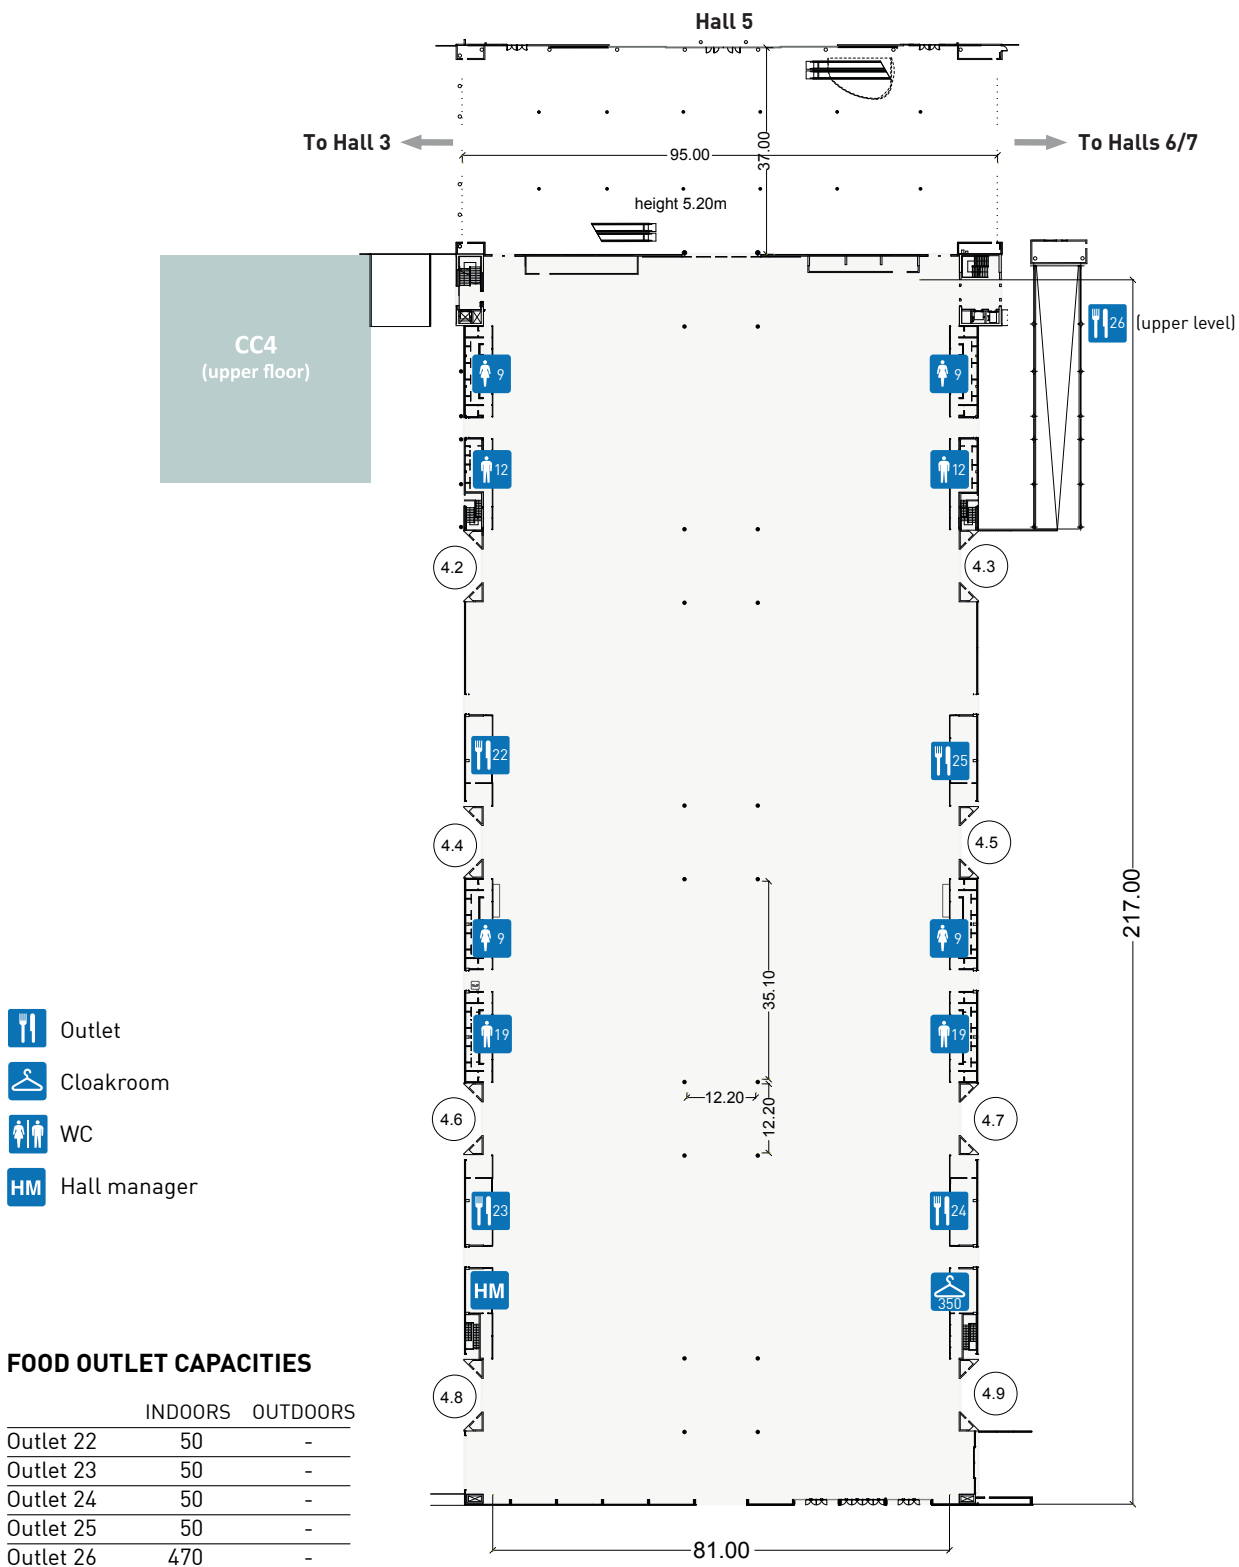 Hall 5
To Hall 3
To Halls 6/7
95.00
37.00
height 5.20m
CC4
(upper floor)
26 (upper level)
9
9
12
12
4.2
4.3
22
25
4.4
4.5
217.00
9
9
35.10
19
19
12.20
12.20
4.6
4.7
Outlet
Cloakroom
WC
HM Hall manager
23
24
HM
350
4.8
4.9
FOOD OUTLET CAPACITIES
INDOORS OUTDOORS
Outlet 22 50 -
Outlet 23 50 -
Outlet 24 50 -
Outlet 25 50 -
Outlet 26 470 -
81.00